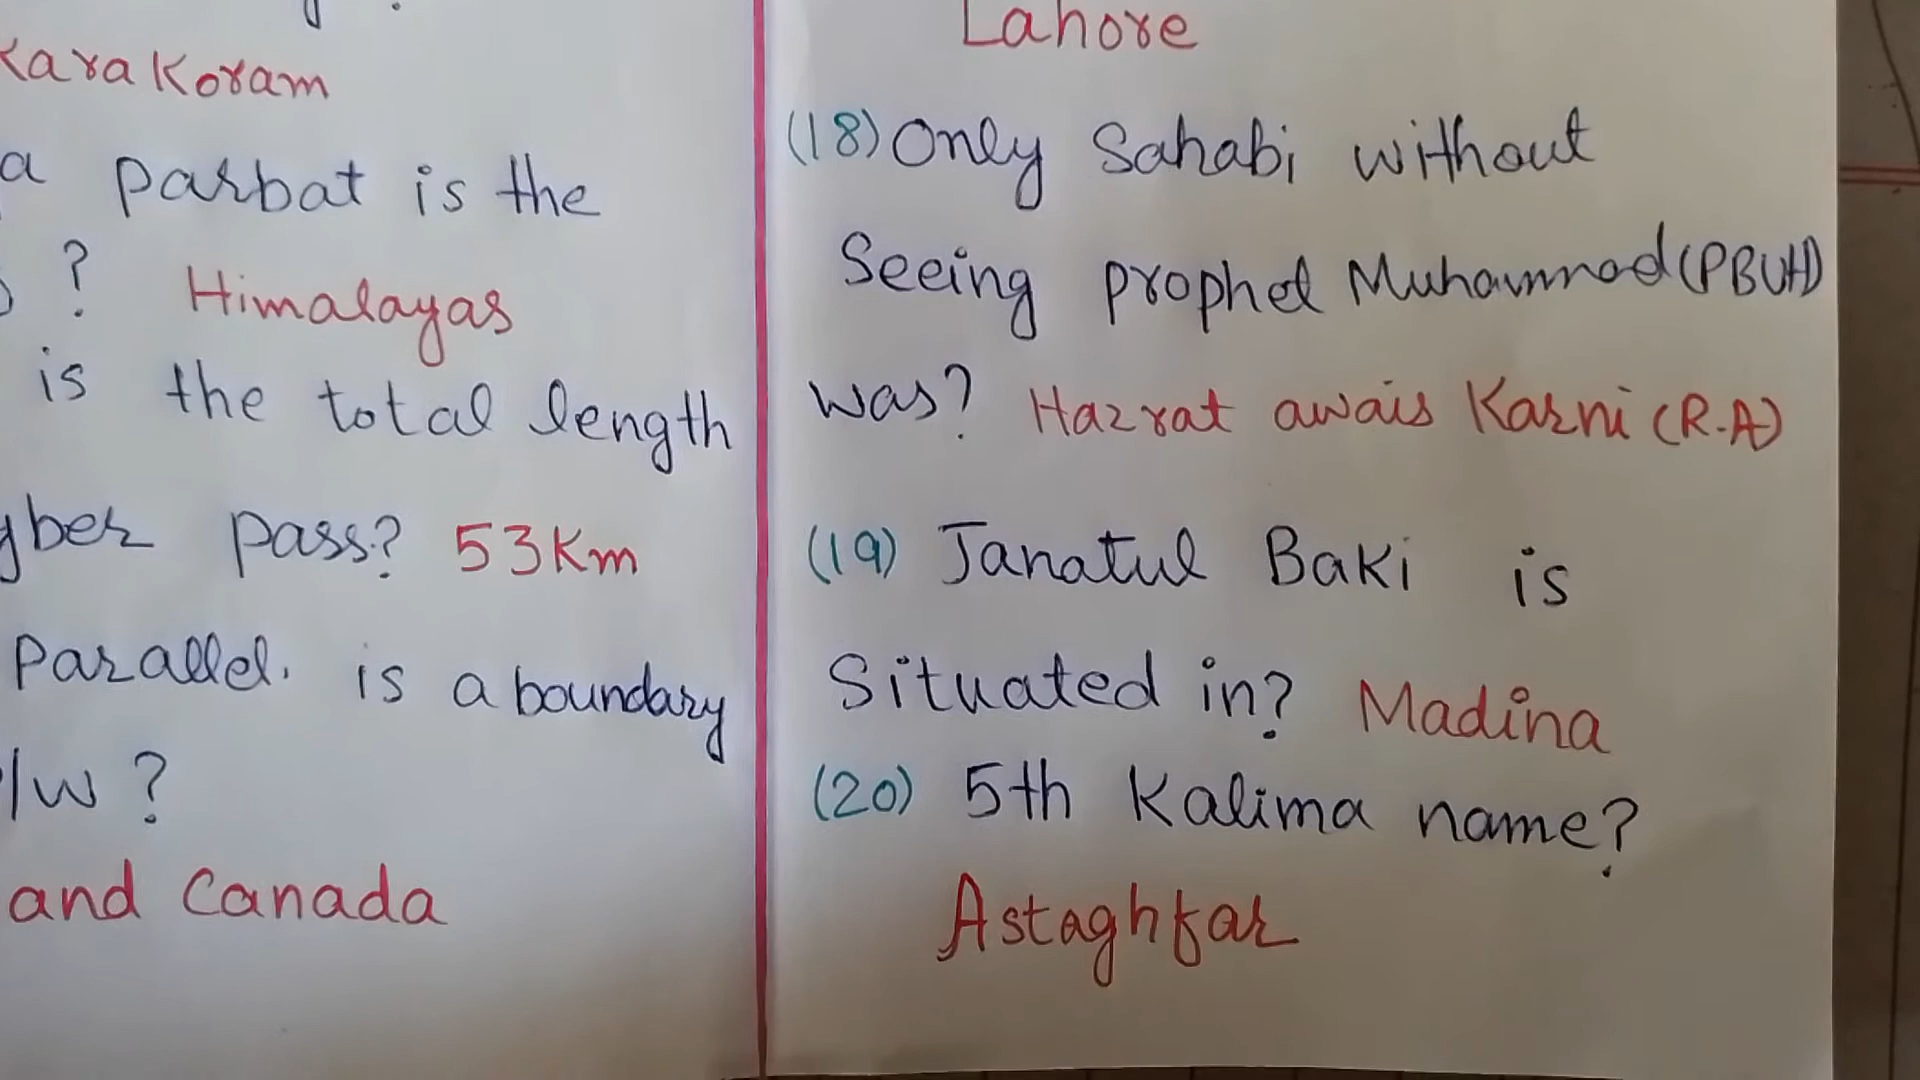 KaraKoram
a parbat is the
? Himalayas
is the total length
yber pass? 53Km
Parallel. is a boundary
/w ?
and Canada
Lahore
(18) Only Sahabi without
Seeing prophet Muhammad (PBUH)
was? Hazrat awais Karni (R.A)
(19) Janatul Baki is
Situated in? Madina
(20) 5th Kalima name?
Astaghfar